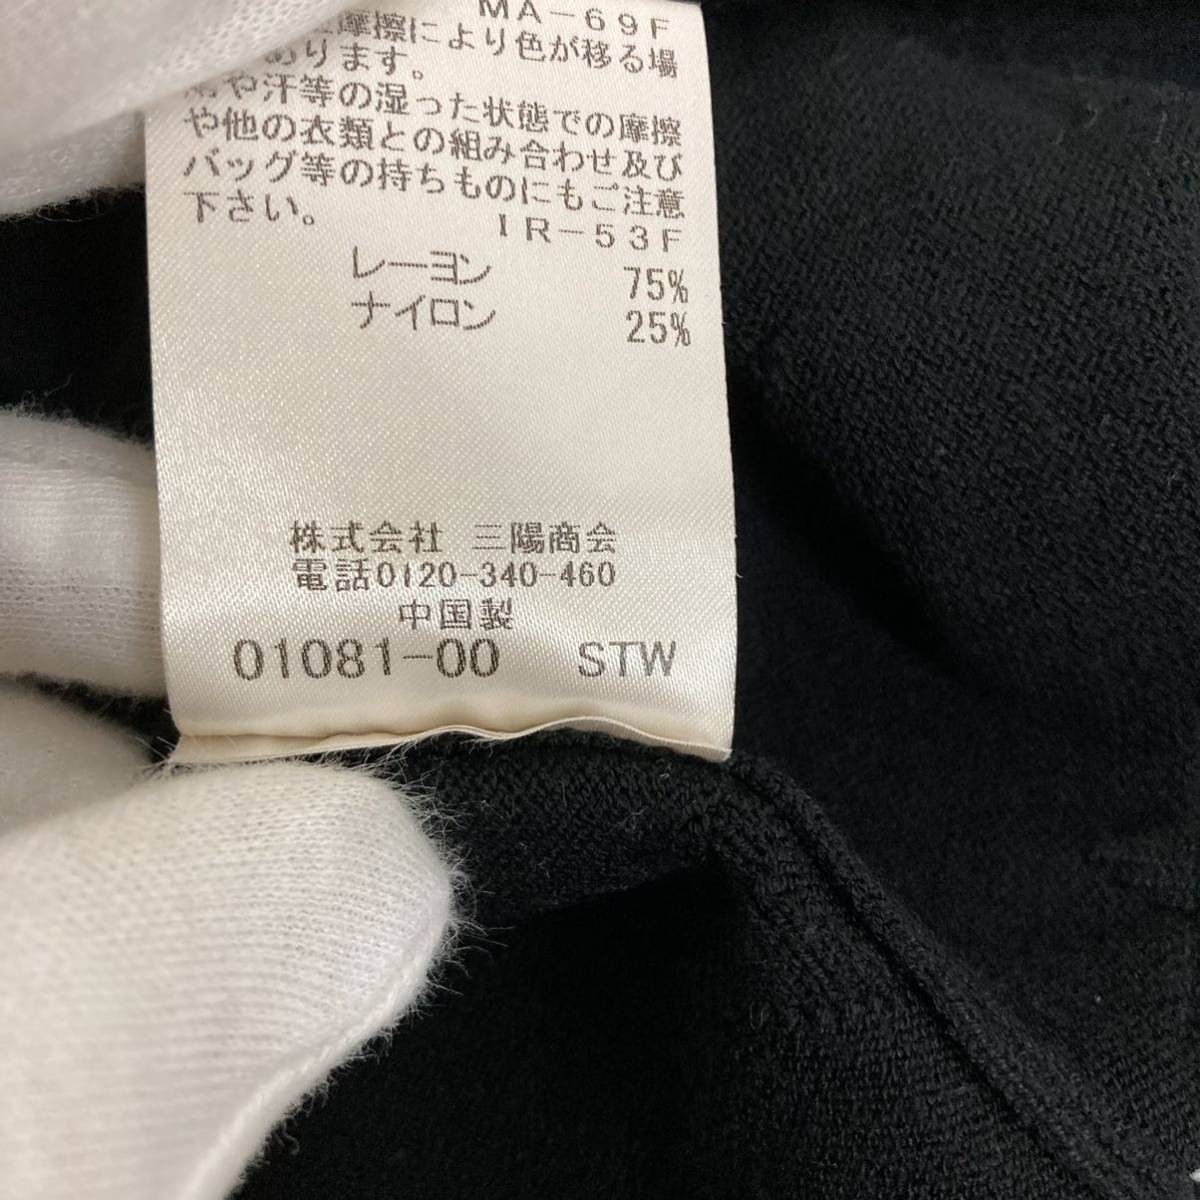 MA-69F
摩擦により色が移る場
あります。
や汗等の湿った状態での摩擦
や他の衣類との組み合わせ及び
バッグ等の持ちものにもご注意
下さい。
IR-53F
レーヨン 75%
ナイロン 25%
株式会社 三陽商会
電話0120-340-460
中国製
01081-00 STW